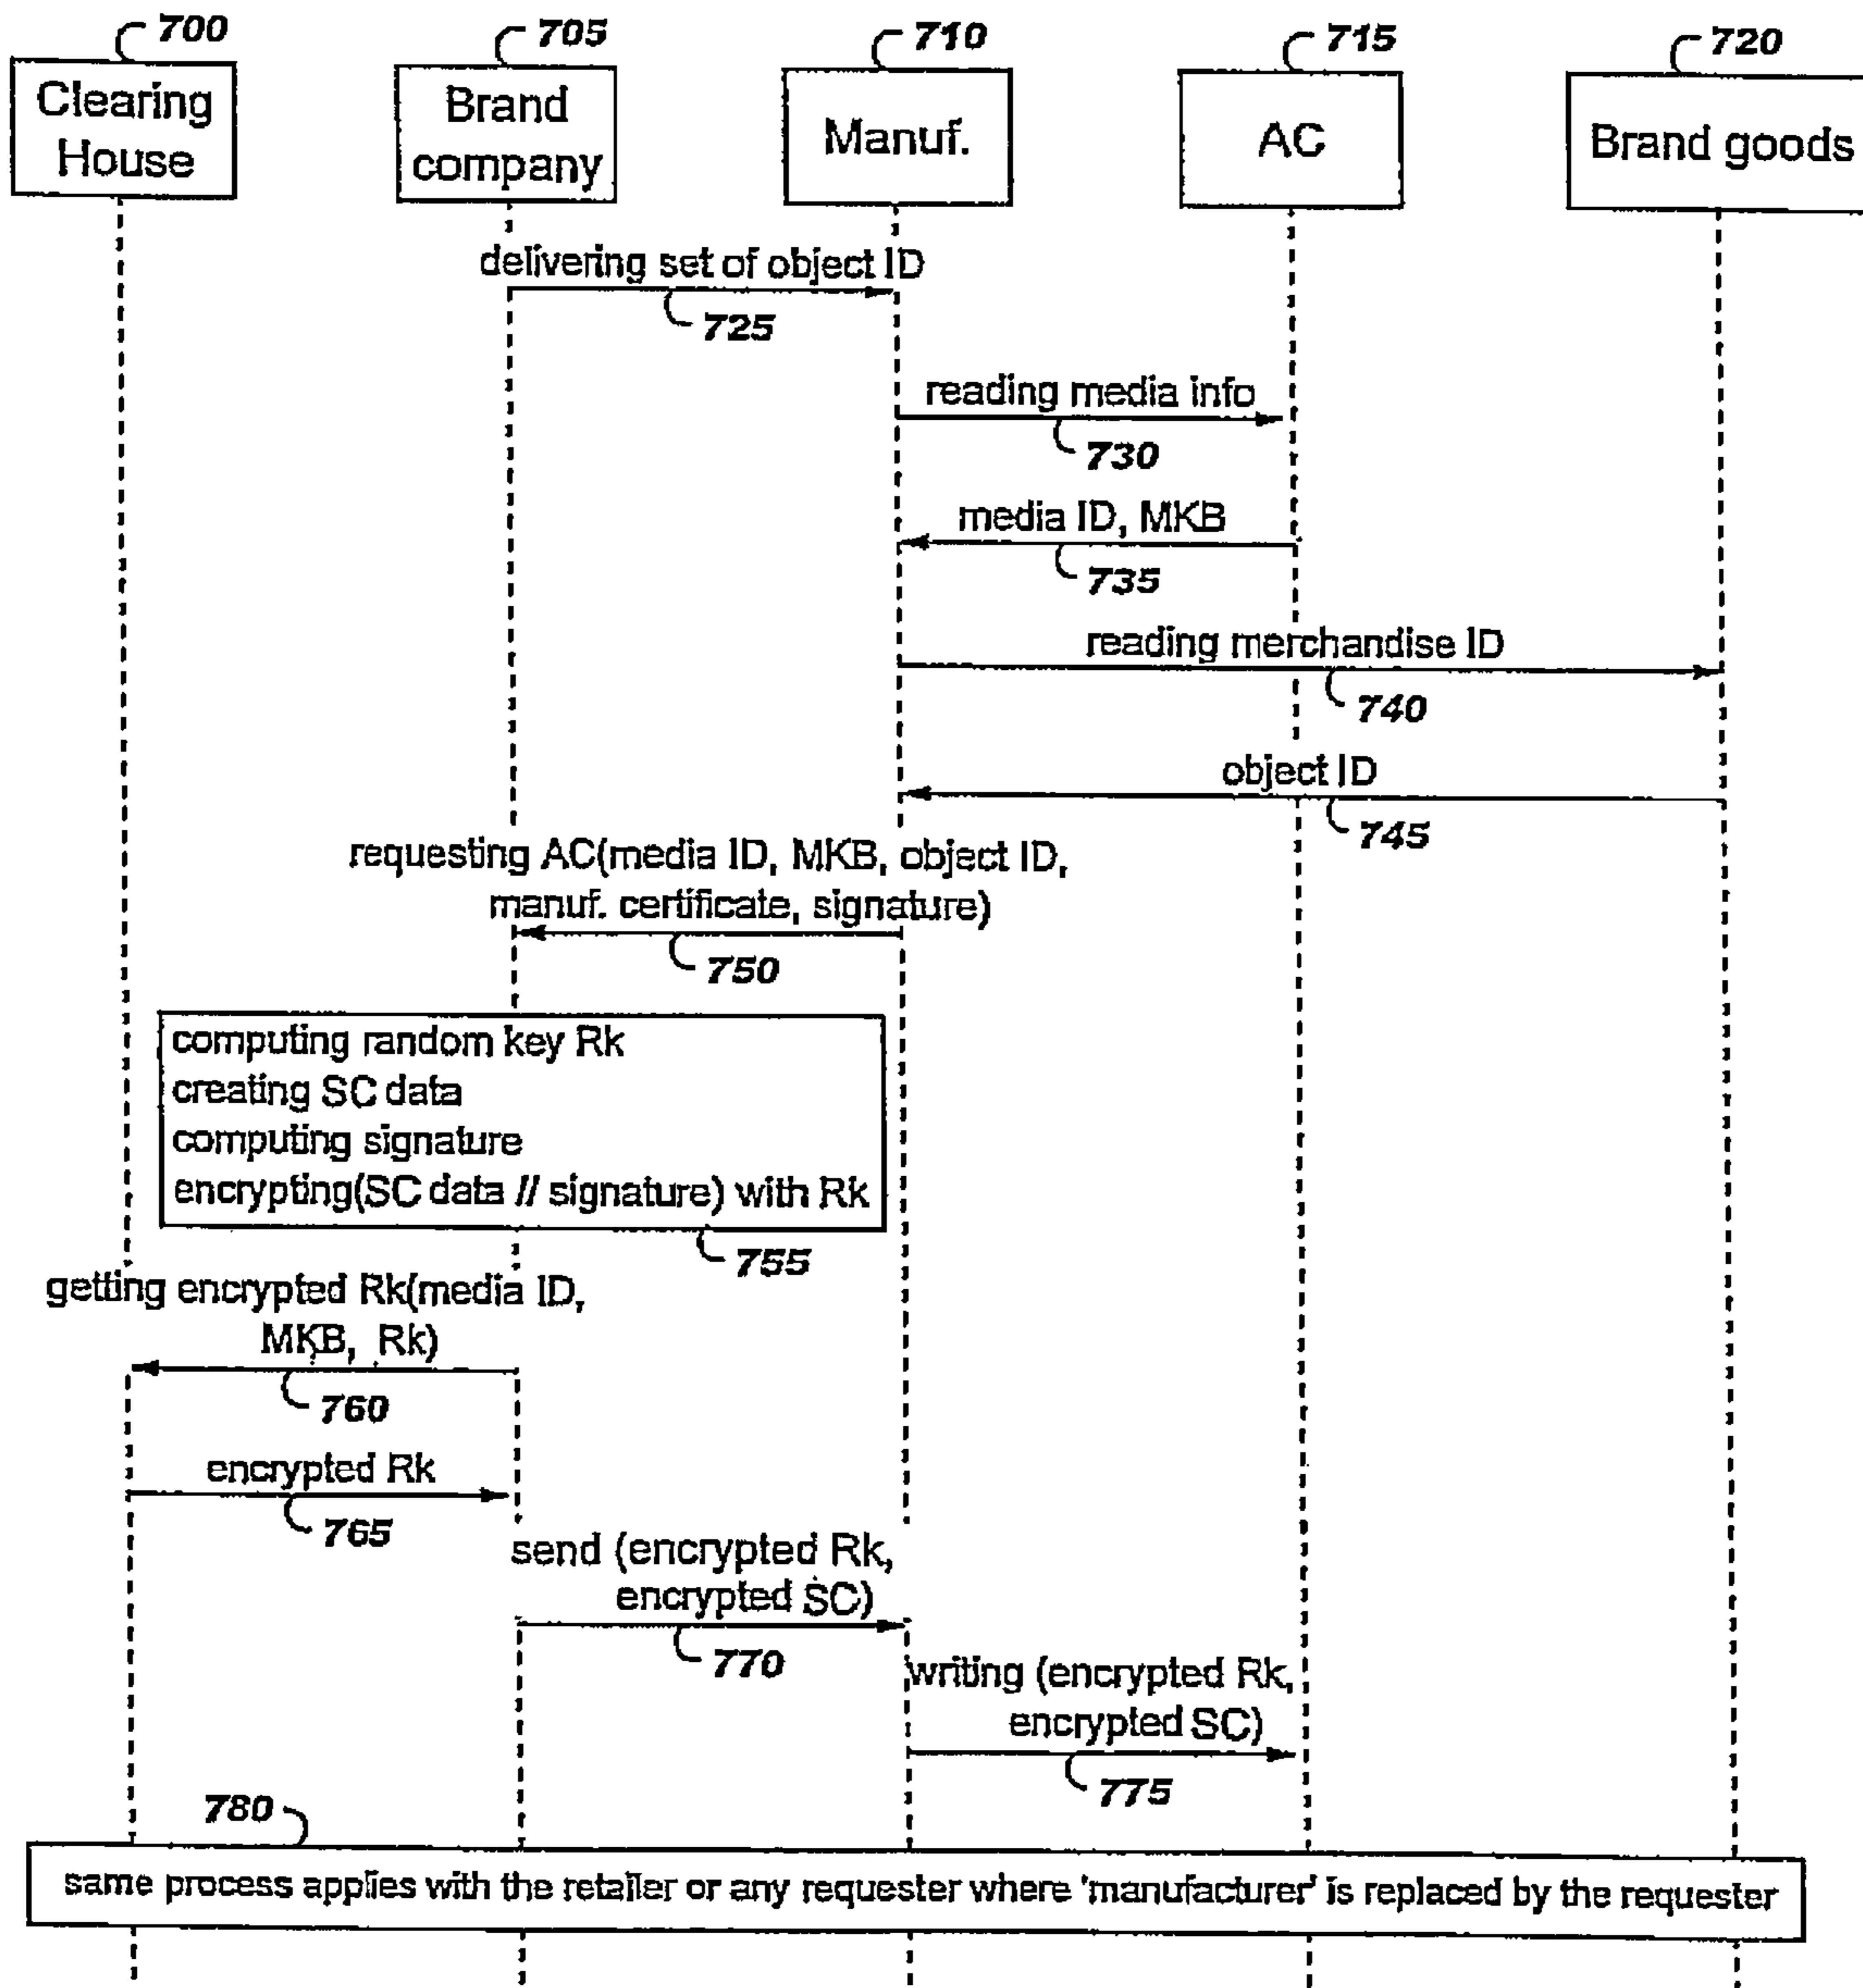 700
705
710
715
720
Clearing
House
Brand
company
Manuf.
AC
Brand goods
delivering set of object ID
725
reading media info
730
media ID, MKB
735
reading merchandise ID
740
object ID
745
requesting AC(media ID, MKB, object ID,
manuf. certificate, signature)
750
computing random key Rk
creating SC data
computing signature
encrypting(SC data // signature) with Rk
755
getting encrypted Rk(media ID,
MKB, Rk)
760
encrypted Rk
765
send (encrypted Rk,
encrypted SC)
770
writing (encrypted Rk,
encrypted SC)
775
780
same process applies with the retailer or any requester where 'manufacturer' is replaced by the requester